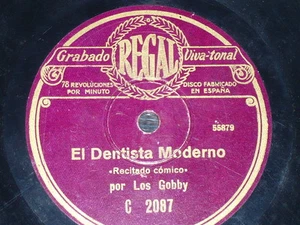 REGAL
Grabado Viva-tonal
78 REVOLUCIONES POR MINUTO
DISCO FABRICADO EN ESPAÑA
55879
El Dentista Moderno
«Recitado cómico»
por Los Gobby
C 2087